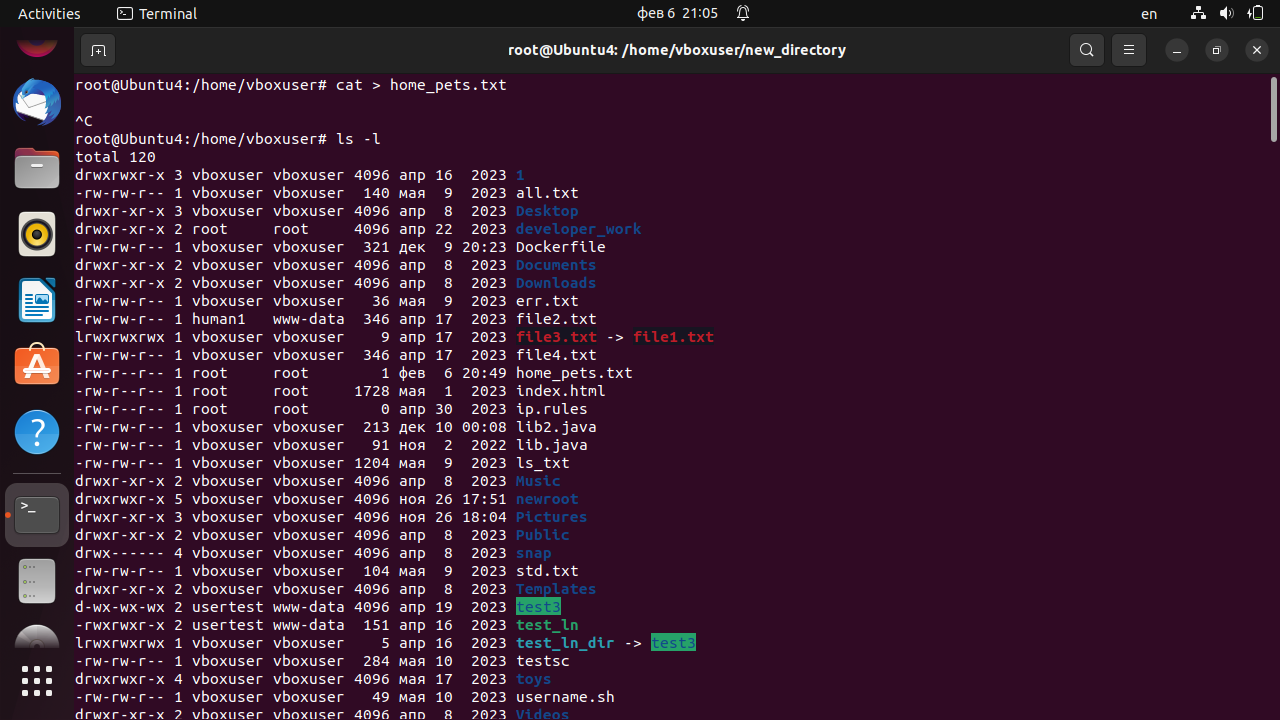 Activities Terminal фев 6 21:05 en
root@Ubuntu4: /home/vboxuser/new_directory
root@Ubuntu4:/home/vboxuser# cat > home_pets.txt
^C
root@Ubuntu4:/home/vboxuser# ls -l
total 120
drwxrwxr-x 3 vboxuser vboxuser 4096 апр 16  2023 1
-rw-rw-r-- 1 vboxuser vboxuser  140 мая  9  2023 all.txt
drwxr-xr-x 3 vboxuser vboxuser 4096 апр  8  2023 Desktop
drwxr-xr-x 2 root     root     4096 апр 22  2023 developer_work
-rw-rw-r-- 1 vboxuser vboxuser  321 дек  9 20:23 Dockerfile
drwxr-xr-x 2 vboxuser vboxuser 4096 апр  8  2023 Documents
drwxr-xr-x 2 vboxuser vboxuser 4096 апр  8  2023 Downloads
-rw-rw-r-- 1 vboxuser vboxuser   36 мая  9  2023 err.txt
-rw-rw-r-- 1 human1   www-data  346 апр 17  2023 file2.txt
lrwxrwxrwx 1 vboxuser vboxuser    9 апр 17  2023 file3.txt -> file1.txt
-rw-rw-r-- 1 vboxuser vboxuser  346 апр 17  2023 file4.txt
-rw-r--r-- 1 root     root        1 фев  6 20:49 home_pets.txt
-rw-r--r-- 1 root     root     1728 мая  1  2023 index.html
-rw-r--r-- 1 root     root        0 апр 30  2023 ip.rules
-rw-rw-r-- 1 vboxuser vboxuser  213 дек 10 00:08 lib2.java
-rw-rw-r-- 1 vboxuser vboxuser   91 ноя  2  2022 lib.java
-rw-rw-r-- 1 vboxuser vboxuser 1204 мая  9  2023 ls_txt
drwxr-xr-x 2 vboxuser vboxuser 4096 апр  8  2023 Music
drwxrwxr-x 5 vboxuser vboxuser 4096 ноя 26 17:51 newroot
drwxr-xr-x 3 vboxuser vboxuser 4096 ноя 26 18:04 Pictures
drwxr-xr-x 2 vboxuser vboxuser 4096 апр  8  2023 Public
drwx------ 4 vboxuser vboxuser 4096 апр  8  2023 snap
-rw-rw-r-- 1 vboxuser vboxuser  104 мая  9  2023 std.txt
drwxr-xr-x 2 vboxuser vboxuser 4096 апр  8  2023 Templates
d-wx-wx-wx 2 usertest www-data 4096 апр 19  2023 test3
-rwxrwxr-x 2 usertest www-data  151 апр 16  2023 test_ln
lrwxrwxrwx 1 vboxuser vboxuser    5 апр 16  2023 test_ln_dir -> test3
-rw-rw-r-- 1 vboxuser vboxuser  284 мая 10  2023 testsc
drwxrwxr-x 4 vboxuser vboxuser 4096 мая 17  2023 toys
-rw-rw-r-- 1 vboxuser vboxuser   49 мая 10  2023 username.sh
drwxr-xr-x 2 vboxuser vboxuser 4096 апр  8  2023 Videos